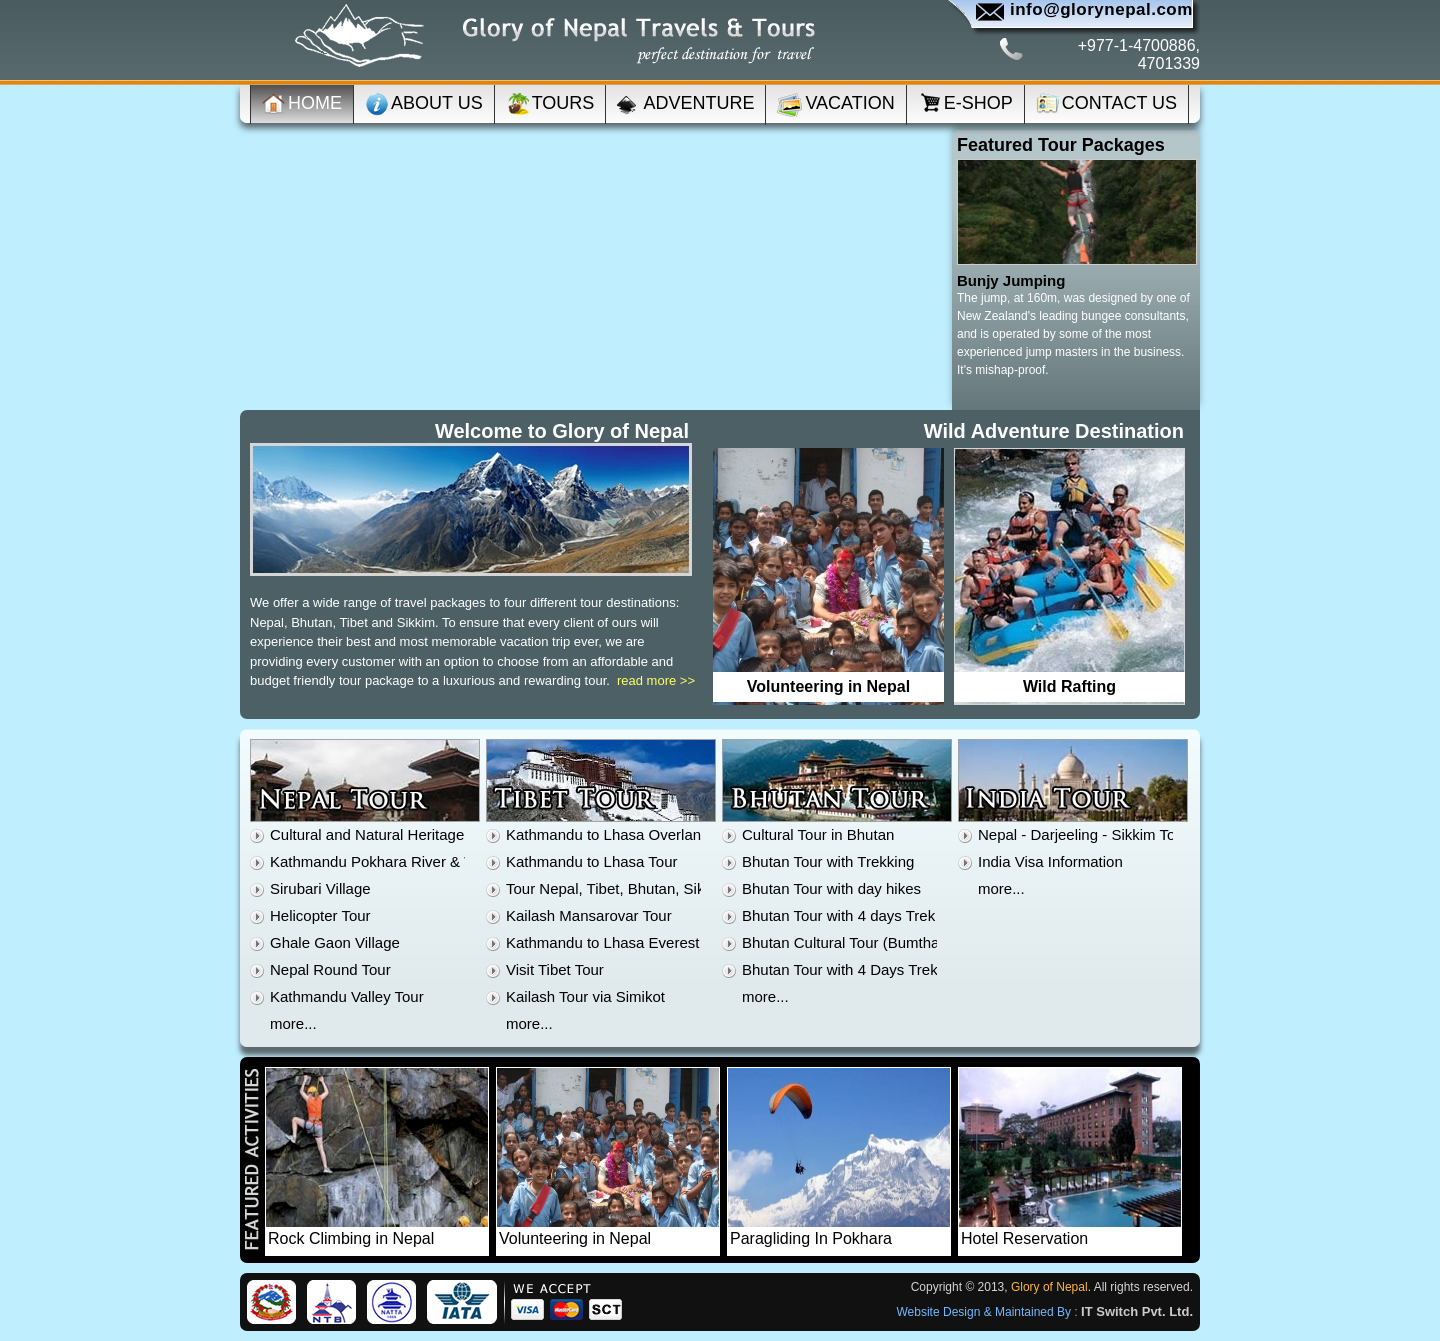 Glory of Nepal Travels & Tours
perfect destination for travel
info@glorynepal.com
+977-1-4700886,
4701339
HOME
ABOUT US
TOURS
ADVENTURE
VACATION
E-SHOP
CONTACT US
Featured Tour Packages
Bunjy Jumping
The jump, at 160m, was designed by one of
New Zealand's leading bungee consultants,
and is operated by some of the most
experienced jump masters in the business.
It's mishap-proof.
Welcome to Glory of Nepal
We offer a wide range of travel packages to four different tour destinations:
Nepal, Bhutan, Tibet and Sikkim. To ensure that every client of ours will
experience their best and most memorable vacation trip ever, we are
providing every customer with an option to choose from an affordable and
budget friendly tour package to a luxurious and rewarding tour. read more >>
Wild Adventure Destination
Volunteering in Nepal
Wild Rafting
Nepal Tour
Cultural and Natural Heritage
Kathmandu Pokhara River &
Sirubari Village
Helicopter Tour
Ghale Gaon Village
Nepal Round Tour
Kathmandu Valley Tour
more...
Tibet Tour
Kathmandu to Lhasa Overlan
Kathmandu to Lhasa Tour
Tour Nepal, Tibet, Bhutan, Sik
Kailash Mansarovar Tour
Kathmandu to Lhasa Everest
Visit Tibet Tour
Kailash Tour via Simikot
more...
Bhutan Tour
Cultural Tour in Bhutan
Bhutan Tour with Trekking
Bhutan Tour with day hikes
Bhutan Tour with 4 days Trek
Bhutan Cultural Tour (Bumtha
Bhutan Tour with 4 Days Trek
more...
India Tour
Nepal - Darjeeling - Sikkim To
India Visa Information
more...
FEATURED ACTIVITIES
Rock Climbing in Nepal
Volunteering in Nepal
Paragliding In Pokhara
Hotel Reservation
NTB
NATTA
IATA
WE ACCEPT
VISA
MasterCard
SCT
Copyright © 2013, Glory of Nepal. All rights reserved.
Website Design & Maintained By : IT Switch Pvt. Ltd.